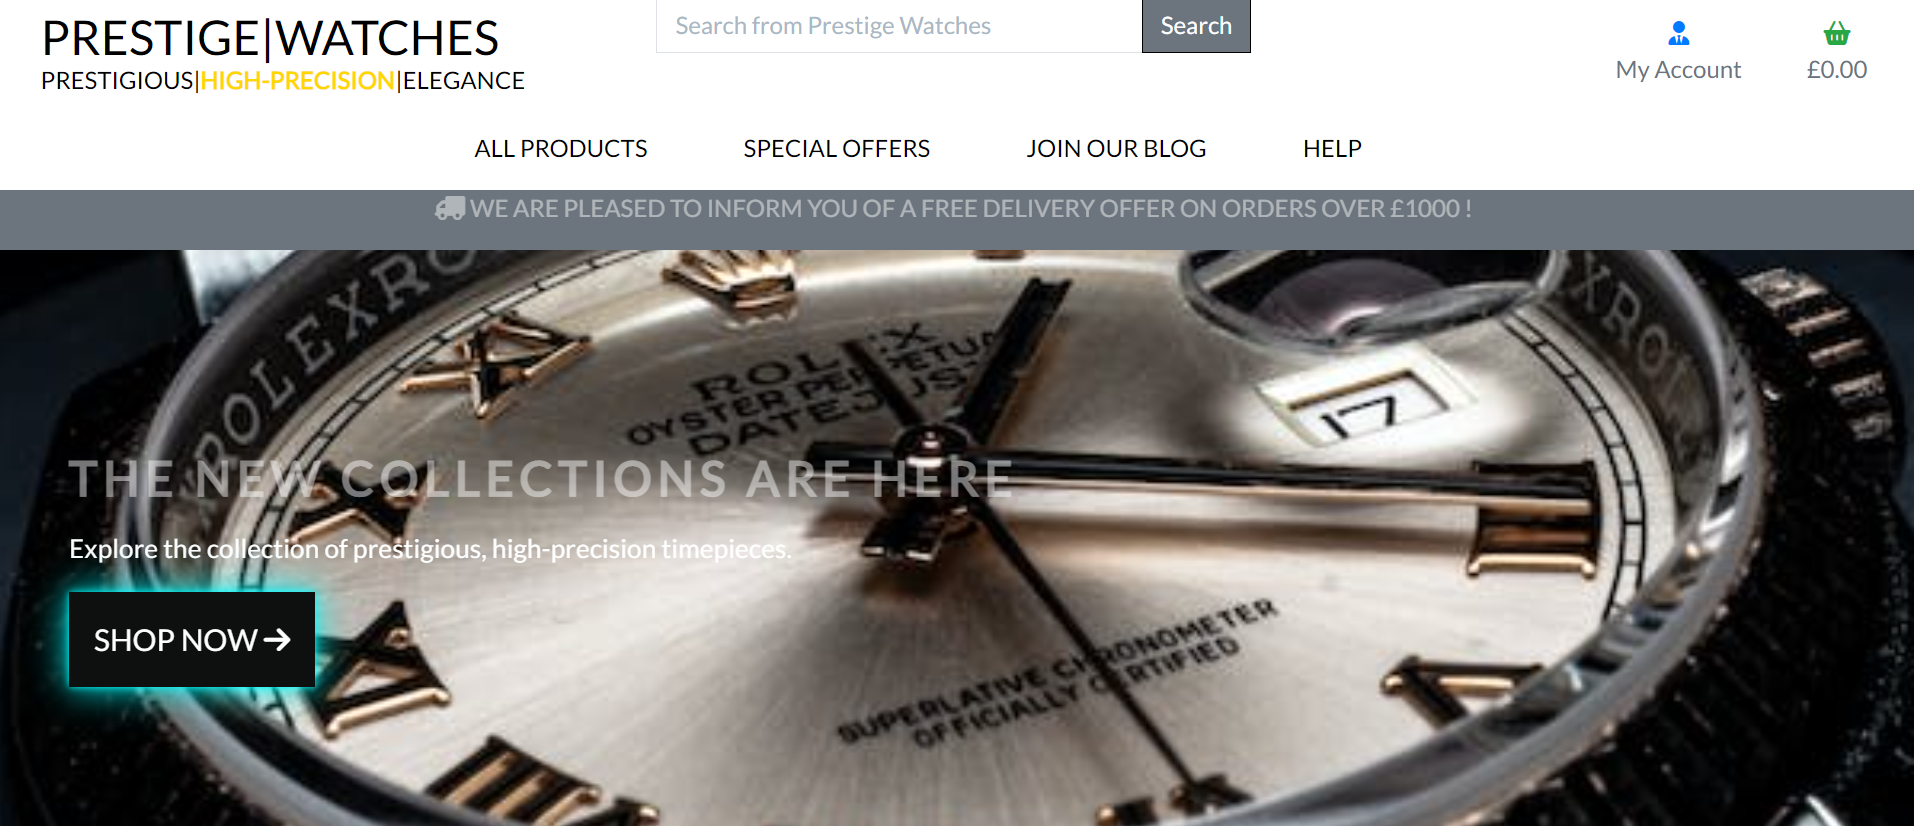 PRESTIGE|WATCHES
PRESTIGIOUS|HIGH-PRECISION|ELEGANCE
Search from Prestige Watches
Search
My Account
£0.00
ALL PRODUCTS
SPECIAL OFFERS
JOIN OUR BLOG
HELP
WE ARE PLEASED TO INFORM YOU OF A FREE DELIVERY OFFER ON ORDERS OVER £1000 !
ROLEXRO
XROL
ROLEX
OYSTER PERPETUAL
DATEJUST
17
THE NEW COLLECTIONS ARE HERE
Explore the collection of prestigious, high-precision timepieces.
SHOP NOW
SUPERLATIVE CHRONOMETER
OFFICIALLY CERTIFIED